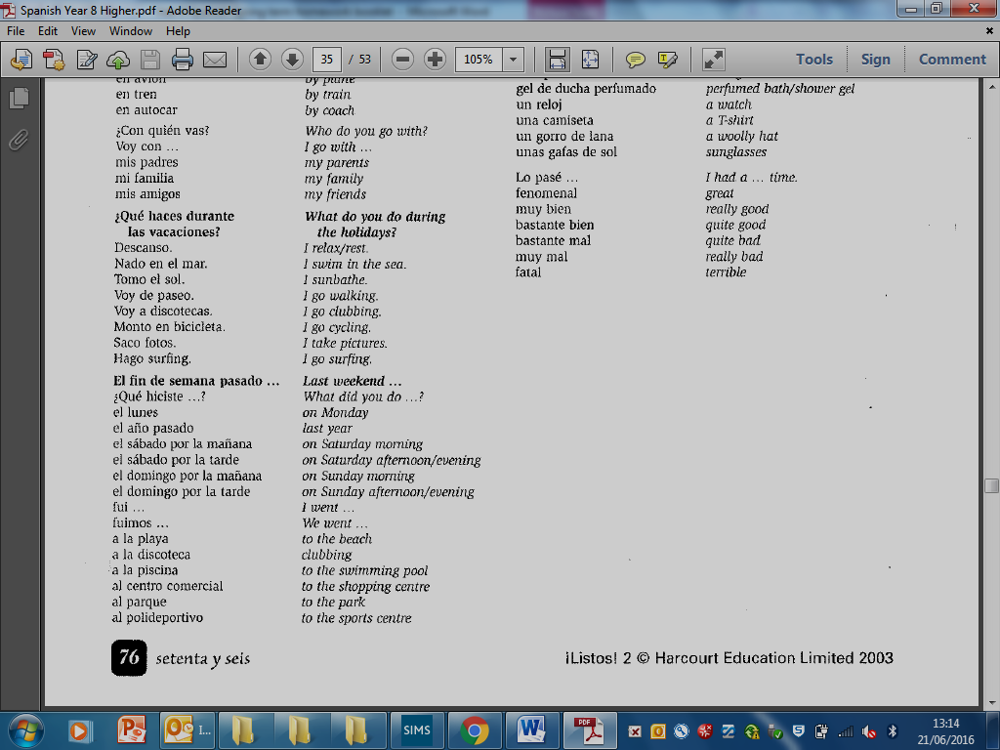 Spanish Year 8 Higher.pdf - Adobe Reader
File Edit View Window Help
35 / 53 105% Tools Sign Comment
en avión by plane
en tren by train
en autocar by coach
¿Con quién vas? Who do you go with?
Voy con ... I go with ...
mis padres my parents
mi familia my family
mis amigos my friends
¿Qué haces durante What do you do during
las vacaciones? the holidays?
Descanso. I relax/rest.
Nado en el mar. I swim in the sea.
Tomo el sol. I sunbathe.
Voy de paseo. I go walking.
Voy a discotecas. I go clubbing.
Monto en bicicleta. I go cycling.
Saco fotos. I take pictures.
Hago surfing. I go surfing.
El fin de semana pasado ... Last weekend ...
¿Qué hiciste ...? What did you do ...?
el lunes on Monday
el año pasado last year
el sábado por la mañana on Saturday morning
el sábado por la tarde on Saturday afternoon/evening
el domingo por la mañana on Sunday morning
el domingo por la tarde on Sunday afternoon/evening
fui ... I went ...
fuimos ... We went ...
a la playa to the beach
a la discoteca clubbing
a la piscina to the swimming pool
al centro comercial to the shopping centre
al parque to the park
al polideportivo to the sports centre
gel de ducha perfumado perfumed bath/shower gel
un reloj a watch
una camiseta a T-shirt
un gorro de lana a woolly hat
unas gafas de sol sunglasses
Lo pasé ... I had a ... time.
fenomenal great
muy bien really good
bastante bien quite good
bastante mal quite bad
muy mal really bad
fatal terrible
76 setenta y seis
¡Listos! 2 © Harcourt Education Limited 2003
I...
SIMS
PDF
13:14
21/06/2016